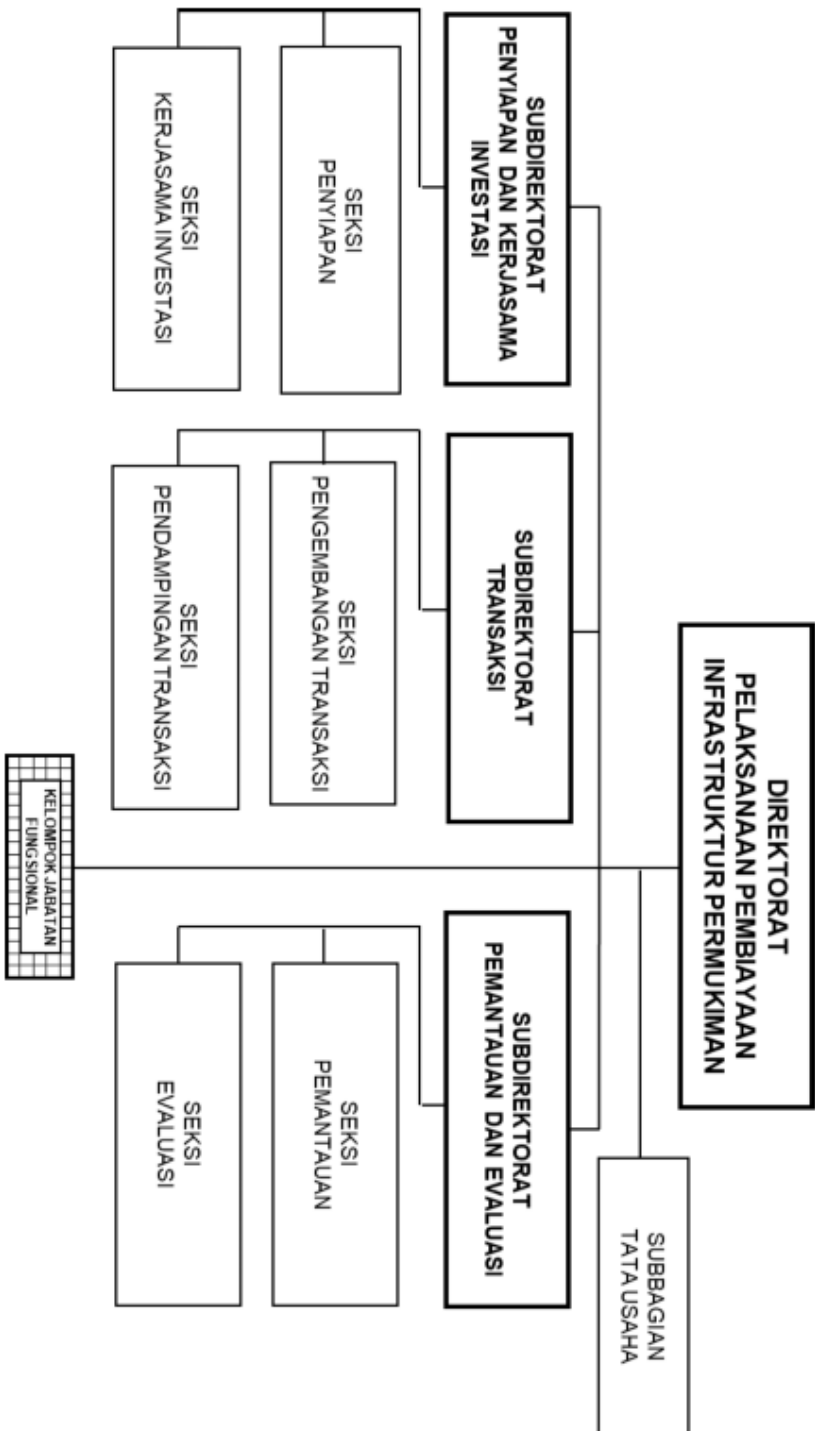 DIREKTORAT
PELAKSANAAN PEMBIAYAAN
INFRASTRUKTUR PERMUKIMAN
SUBBAGIAN
TATA USAHA
SUBDIREKTORAT
PENYIAPAN DAN KERJASAMA
INVESTASI
SUBDIREKTORAT
TRANSAKSI
SUBDIREKTORAT
PEMANTAUAN DAN EVALUASI
SEKSI
PENYIAPAN
SEKSI
PENGEMBANGAN TRANSAKSI
SEKSI
PEMANTAUAN
SEKSI
KERJASAMA INVESTASI
SEKSI
PENDAMPINGAN TRANSAKSI
SEKSI
EVALUASI
KELOMPOK JABATAN
FUNGSIONAL